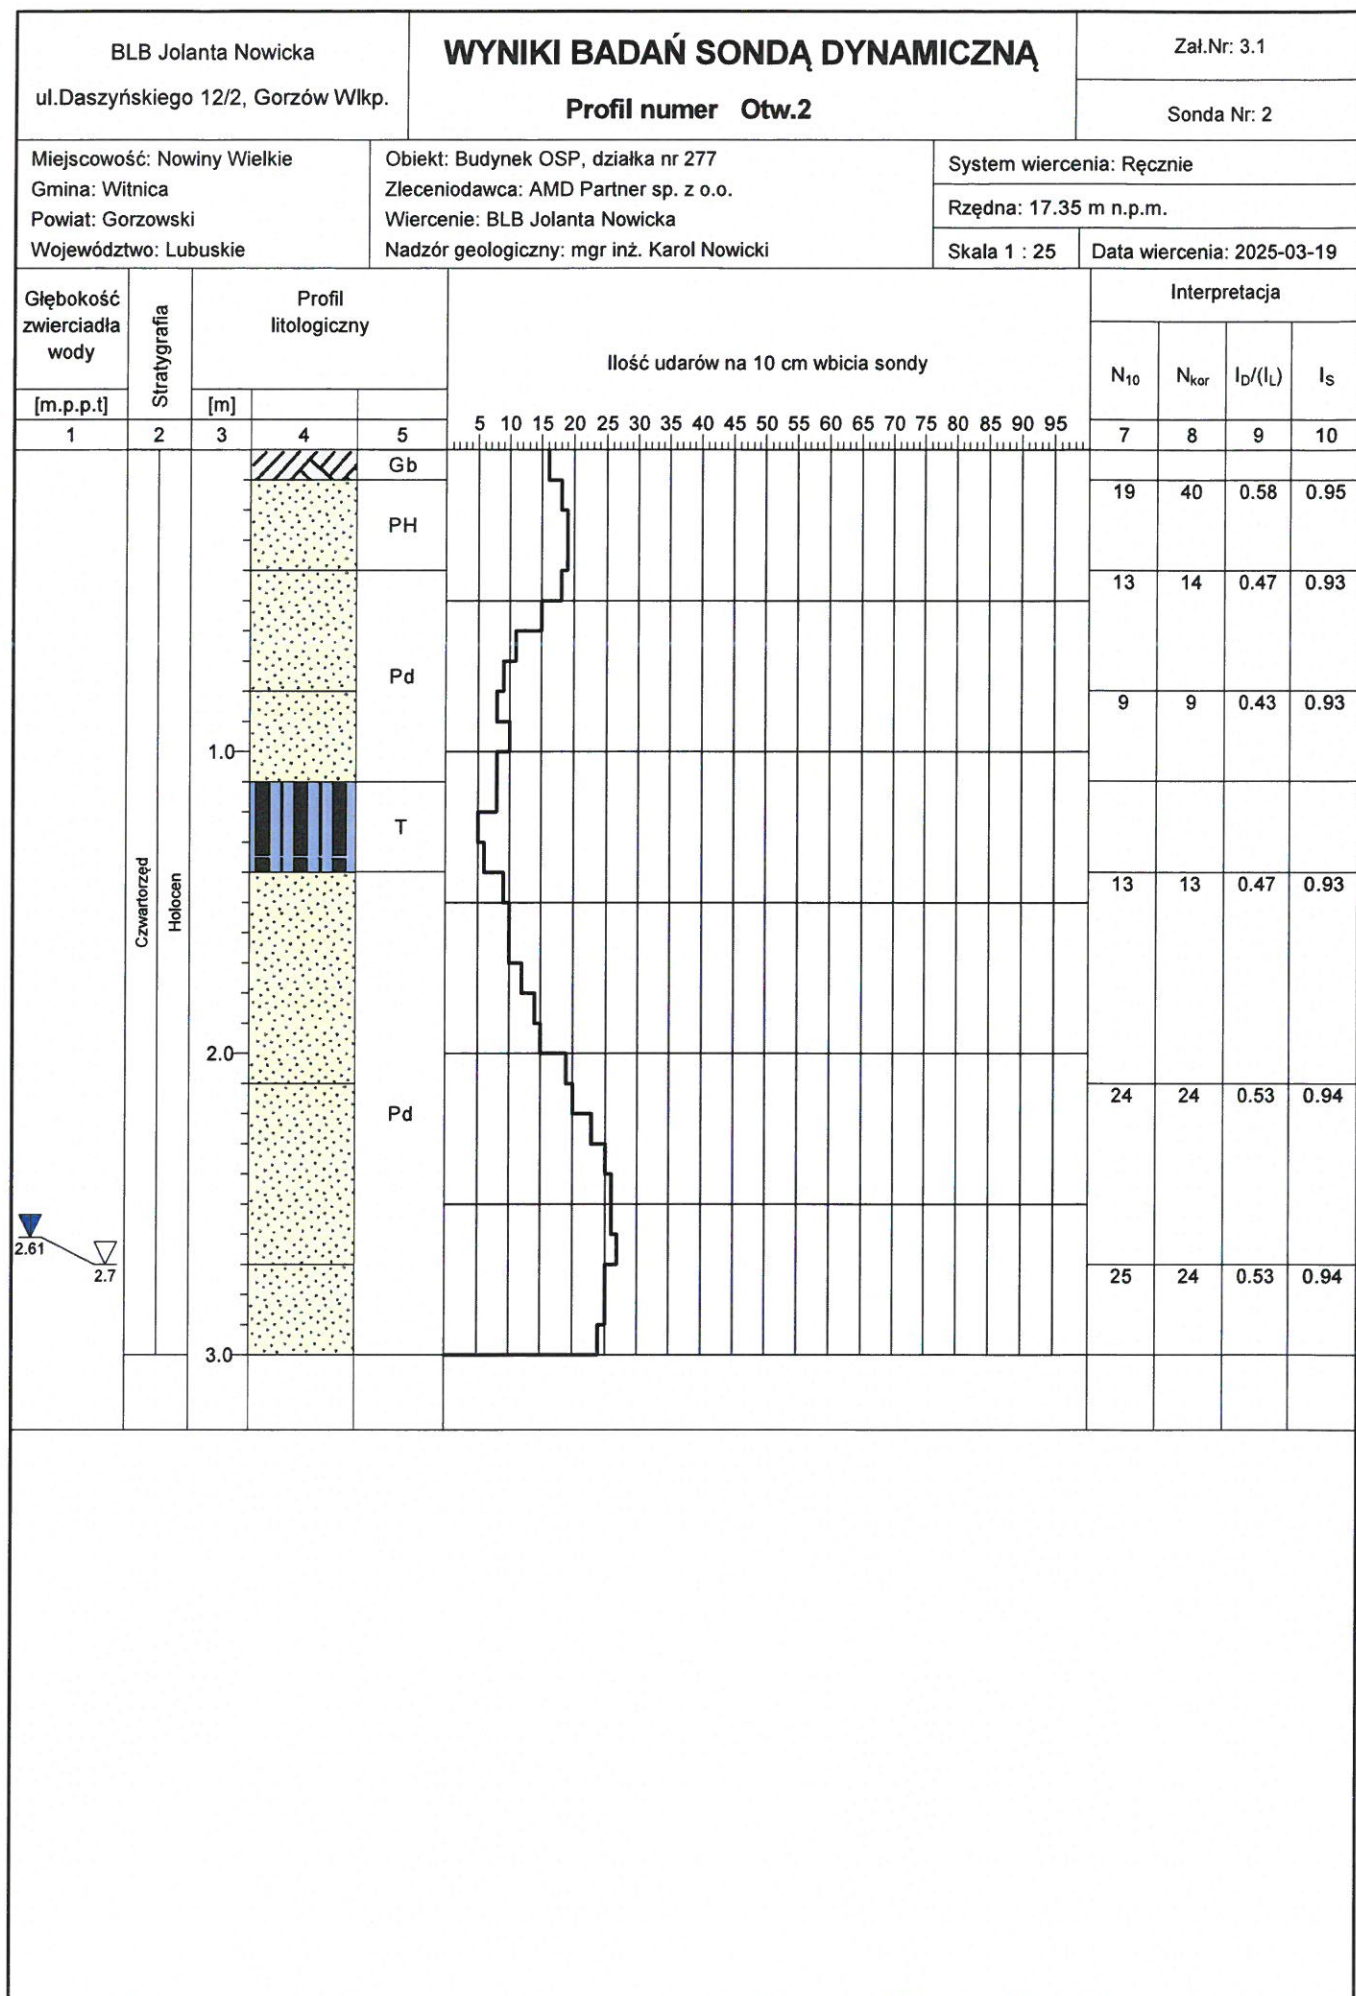 BLB Jolanta Nowicka
ul.Daszyńskiego 12/2, Gorzów Wlkp.
WYNIKI BADAŃ SONDĄ DYNAMICZNĄ
Profil numer Otw.2
Zał.Nr: 3.1
Sonda Nr: 2
Miejscowość: Nowiny Wielkie
Gmina: Witnica
Powiat: Gorzowski
Województwo: Lubuskie
Obiekt: Budynek OSP, działka nr 277
Zleceniodawca: AMD Partner sp. z o.o.
Wiercenie: BLB Jolanta Nowicka
Nadzór geologiczny: mgr inż. Karol Nowicki
System wiercenia: Ręcznie
Rzędna: 17.35 m n.p.m.
Skala 1 : 25
Data wiercenia: 2025-03-19
Głębokość
zwierciadła
wody
[m.p.p.t]
Stratygrafia
Profil
litologiczny
[m]
Ilość udarów na 10 cm wbicia sondy
Interpretacja
N10 Nkor ID/(IL) IS
5 10 15 20 25 30 35 40 45 50 55 60 65 70 75 80 85 90 95
1 2 3 4 5 7 8 9 10
Gb
19 40 0.58 0.95
PH
13 14 0.47 0.93
Pd
9 9 0.43 0.93
1.0
T
Czwartorzęd
Holocen
13 13 0.47 0.93
2.0
24 24 0.53 0.94
Pd
2.61
2.7
25 24 0.53 0.94
3.0